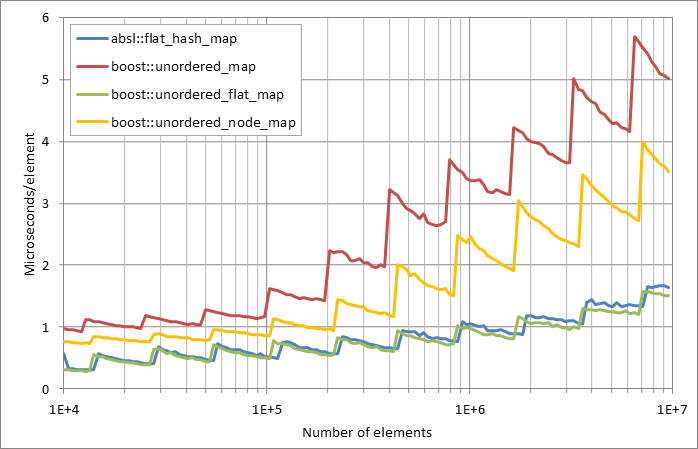 6
absl::flat_hash_map
boost::unordered_map
boost::unordered_flat_map
boost::unordered_node_map
5
4
3
2
1
0
Microseconds/element
1E+4
1E+5
1E+6
1E+7
Number of elements